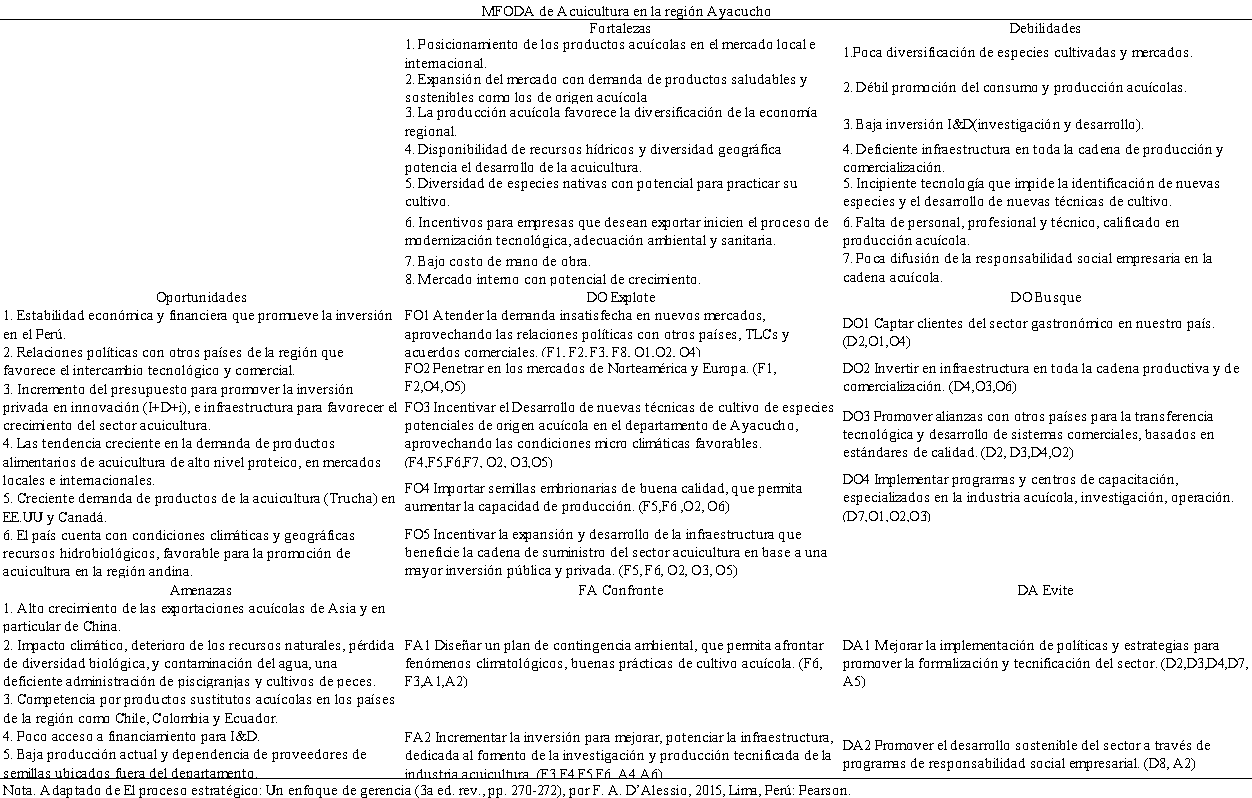 MFODA de Acuicultura en la región Ayacucho
Fortalezas
1. Posicionamiento de los productos acuícolas en el mercado local e
internacional.
2. Expansión del mercado con demanda de productos saludables y
sostenibles como los de origen acuícola
3. La producción acuícola favorece la diversificación de la economía
regional.
4. Disponibilidad de recursos hídricos y diversidad geográfica
potencia el desarrollo de la acuicultura.
5. Diversidad de especies nativas con potencial para practicar su
cultivo.
6. Incentivos para empresas que desean exportar inicien el proceso de
modernización tecnológica, adecuación ambiental y sanitaria.
7. Bajo costo de mano de obra.
8. Mercado interno con potencial de crecimiento.
Debilidades
1.Poca diversificación de especies cultivadas y mercados.
2. Débil promoción del consumo y producción acuícolas.
3. Baja inversión I&D(investigación y desarrollo).
4. Deficiente infraestructura en toda la cadena de producción y
comercialización.
5. Incipiente tecnología que impide la identificación de nuevas
especies y el desarrollo de nuevas técnicas de cultivo.
6. Falta de personal, profesional y técnico, calificado en
producción acuícola.
7. Poca difusión de la responsabilidad social empresaria en la
cadena acuícola.
Oportunidades
1. Estabilidad económica y financiera que promueve la inversión
en el Perú.
2. Relaciones políticas con otros países de la región que
favorece el intercambio tecnológico y comercial.
3. Incremento del presupuesto para promover la inversión
privada en innovación (I+D+i), e infraestructura para favorecer el
crecimiento del sector acuicultura.
4. Las tendencia creciente en la demanda de productos
alimentarios de acuicultura de alto nivel proteico, en mercados
locales e internacionales.
5. Creciente demanda de productos de la acuicultura (Trucha) en
EE.UU y Canadá.
6. El país cuenta con condiciones climáticas y geográficas
recursos hidrobiológicos, favorable para la promoción de
acuicultura en la región andina.
DO Explote
FO1 Atender la demanda insatisfecha en nuevos mercados,
aprovechando las relaciones políticas con otros países, TLCs y
acuerdos comerciales. (F1, F2, F3, F8, O1,O2, O4)
FO2 Penetrar en los mercados de Norteamérica y Europa. (F1,
F2,O4,O5)
FO3 Incentivar el Desarrollo de nuevas técnicas de cultivo de especies
potenciales de origen acuícola en el departamento de Ayacucho,
aprovechando las condiciones micro climáticas favorables.
(F4,F5,F6,F7, O2, O3,O5)
FO4 Importar semillas embrionarias de buena calidad, que permita
aumentar la capacidad de producción. (F5,F6 ,O2, O6)
FO5 Incentivar la expansión y desarrollo de la infraestructura que
beneficie la cadena de suministro del sector acuicultura en base a una
mayor inversión pública y privada. (F5, F6, O2, O3, O5)
DO Busque
DO1 Captar clientes del sector gastronómico en nuestro país.
(D2,O1,O4)
DO2 Invertir en infraestructura en toda la cadena productiva y de
comercialización. (D4,O3,O6)
DO3 Promover alianzas con otros países para la transferencia
tecnológica y desarrollo de sistemas comerciales, basados en
estándares de calidad. (D2, D3,D4,O2)
DO4 Implementar programas y centros de capacitación,
especializados en la industria acuícola, investigación, operación.
(D7,O1,O2,O3)
Amenazas
1. Alto crecimiento de las exportaciones acuícolas de Asia y en
particular de China.
2. Impacto climático, deterioro de los recursos naturales, pérdida
de diversidad biológica, y contaminación del agua, una
deficiente administración de piscigranjas y cultivos de peces.
3. Competencia por productos sustitutos acuícolas en los países
de la región como Chile, Colombia y Ecuador.
4. Poco acceso a financiamiento para I&D.
5. Baja producción actual y dependencia de proveedores de
semillas ubicados fuera del departamento.
FA Confronte
FA1 Diseñar un plan de contingencia ambiental, que permita afrontar
fenómenos climatológicos, buenas prácticas de cultivo acuícola. (F6,
F3,A1,A2)
FA2 Incrementar la inversión para mejorar, potenciar la infraestructura,
dedicada al fomento de la investigación y producción tecnificada de la
industria acuicultura. (F3,F4,F5,F6, A4, A6)
DA Evite
DA1 Mejorar la implementación de políticas y estrategias para
promover la formalización y tecnificación del sector. (D2,D3,D4,D7,
A5)
DA2 Promover el desarrollo sostenible del sector a través de
programas de responsabilidad social empresarial. (D8, A2)
Nota. Adaptado de El proceso estratégico: Un enfoque de gerencia (3a ed. rev., pp. 270-272), por F. A. D'Alessio, 2015, Lima, Perú: Pearson.